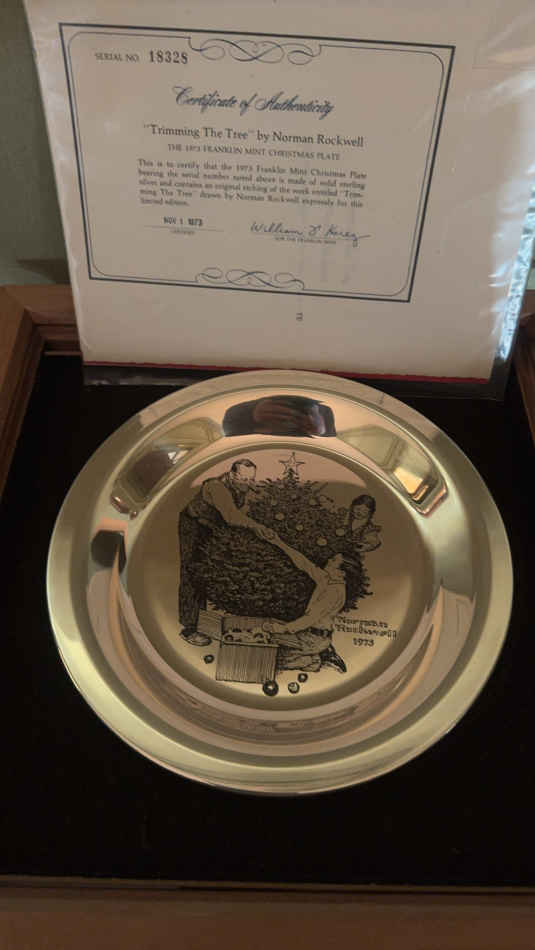 SERIAL NO. 18328
Certificate of Authenticity
"Trimming The Tree" by Norman Rockwell
THE 1973 FRANKLIN MINT CHRISTMAS PLATE
This is to certify that the 1973 Franklin Mint Christmas Plate
bearing the serial number noted above is made of solid sterling
silver and contains an original etching of the work entitled "Trim-
ming The Tree" drawn by Norman Rockwell expressly for this
limited edition.
NOV 1 1973
CERTIFIED
FOR THE FRANKLIN MINT
Norman
Rockwell
1973